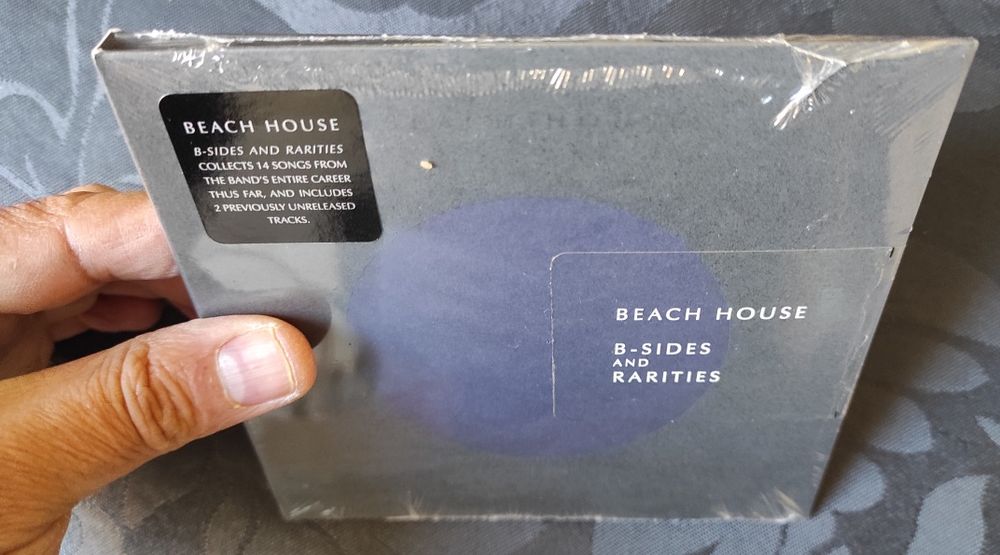 BEACH HOUSE
B-SIDES AND RARITIES
COLLECTS 14 SONGS FROM
THE BAND'S ENTIRE CAREER
THUS FAR, AND INCLUDES
2 PREVIOUSLY UNRELEASED
TRACKS.
BEACH HOUSE
B-SIDES
AND
RARITIES